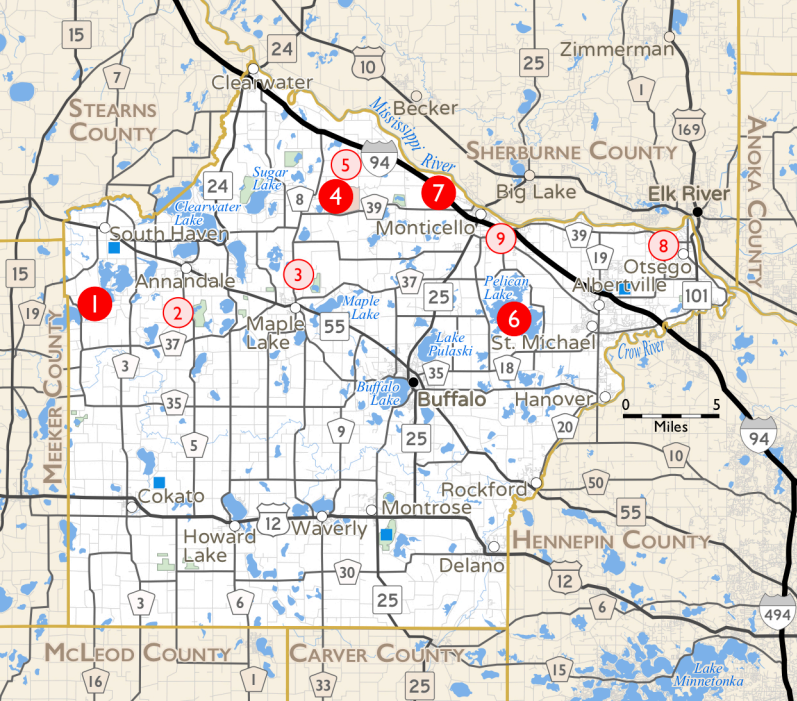 15
24
10
Zimmerman
25
7
Clearwater
1
STEARNS
COUNTY
Becker
Mississippi
River
169
ANOKA COUNTY
94
SHERBURNE COUNTY
5
Sugar
Lake
24
8
4
39
7
Big Lake
Elk River
Clearwater
Lake
Monticello
South Haven
9
39
8
19
Otsego
15
Annandale
3
37
Pelican
Lake
Albertville
101
1
2
19
25
Maple
Lake
Maple
Lake
55
6
St. Michael
Crow River
37
Lake
Pulaski
3
35
18
MEEKER COUNTY
35
Buffalo
Lake
Buffalo
Hanover
0
5
Miles
20
94
5
9
25
10
50
Rockford
Cokato
Montrose
55
12
Waverly
Howard
Lake
HENNEPIN COUNTY
Delano
30
12
3
6
25
6
494
MCLEOD COUNTY
CARVER COUNTY
15
Lake
Minnetonka
16
1
33
25